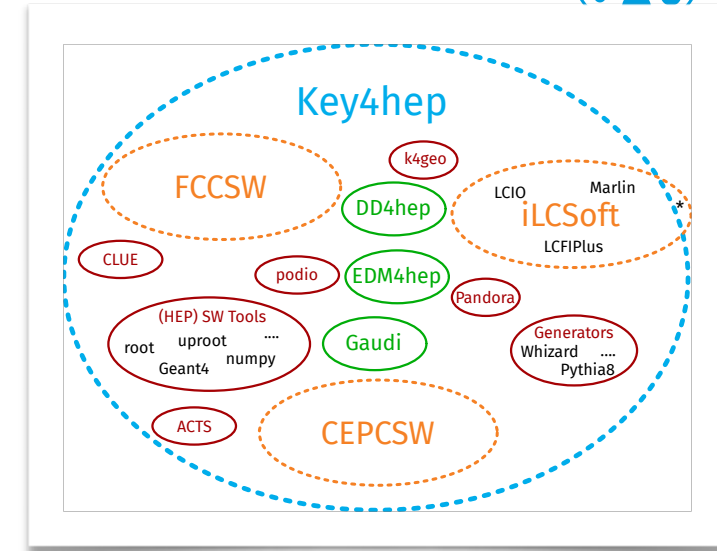 Key4hep
k4geo
FCCSW
DD4hep
LCIO
Marlin
iLCSoft
*
LCFIPlus
CLUE
podio
EDM4hep
Pandora
(HEP) SW Tools
root uproot ....
Geant4 numpy
Gaudi
Generators
Whizard ....
Pythia8
ACTS
CEPCSW